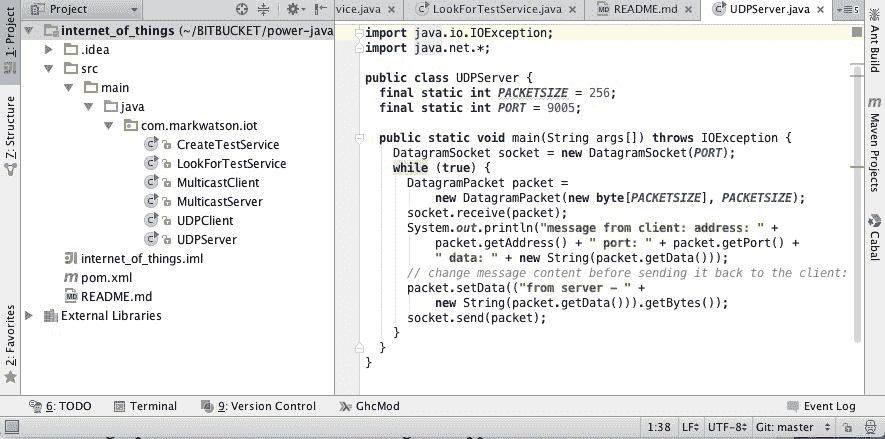 Project
vice.java
LookForTestService.java
README.md
UDPServer.java
5
1: Project
Z: Structure
2: Favorites
internet_of_things (~/BITBUCKET/power-java
.idea
src
main
java
com.markwatson.iot
CreateTestService
LookForTestService
MulticastClient
MulticastServer
UDPClient
UDPServer
internet_of_things.iml
pom.xml
README.md
External Libraries
import java.io.IOException;
import java.net.*;
public class UDPServer {
final static int PACKETSIZE = 256;
final static int PORT = 9005;
public static void main(String args[]) throws IOException {
DatagramSocket socket = new DatagramSocket(PORT);
while (true) {
DatagramPacket packet =
new DatagramPacket(new byte[PACKETSIZE], PACKETSIZE);
socket.receive(packet);
System.out.println("message from client: address: " +
packet.getAddress() + " port: " + packet.getPort() +
" data: " + new String(packet.getData()));
// change message content before sending it back to the client:
packet.setData(("from server - " +
new String(packet.getData())).getBytes());
socket.send(packet);
}
}
}
Ant Build
Maven Projects
Cabal
6: TODO
Terminal
9: Version Control
GhcMod
Event Log
1:38
LF
UTF-8
Git: master